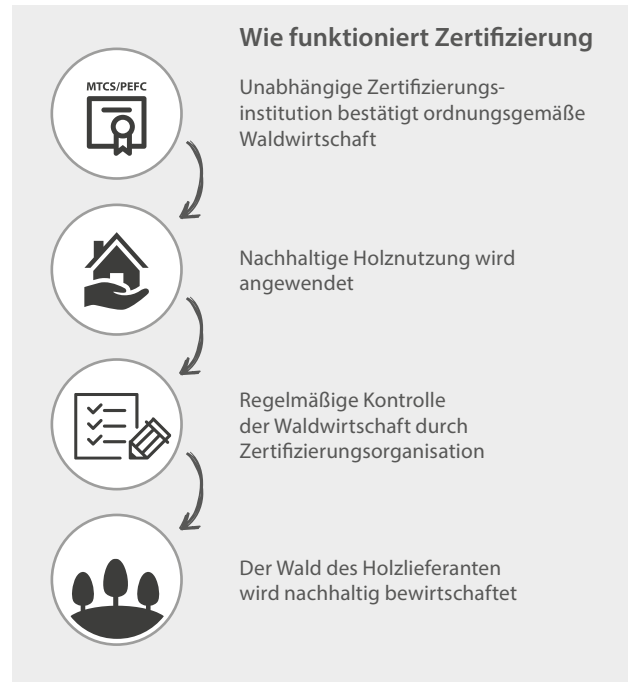 Wie funktioniert Zertifizierung
MTCS/PEFC
Unabhängige Zertifizierungs-
institution bestätigt ordnungsgemäße
Waldwirtschaft
Nachhaltige Holznutzung wird
angewendet
Regelmäßige Kontrolle
der Waldwirtschaft durch
Zertifizierungsorganisation
Der Wald des Holzlieferanten
wird nachhaltig bewirtschaftet